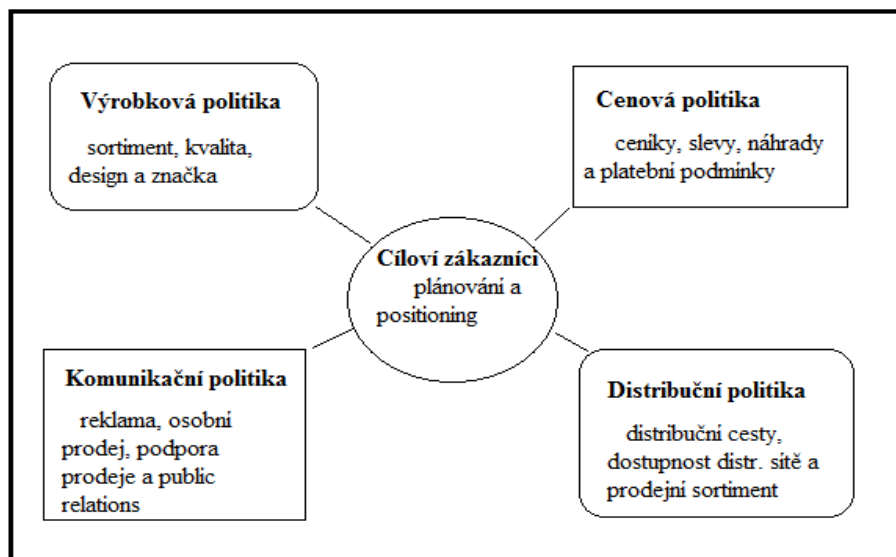 Výrobková politika
sortiment, kvalita,
design a značka
Cenová politika
ceníky, slevy, náhrady
a platební podmínky
Cíloví zákazníci
plánování a
positioning
Komunikační politika
reklama, osobní
prodej, podpora
prodeje a public
relations
Distribuční politika
distribuční cesty,
dostupnost distr. sítě a
prodejní sortiment